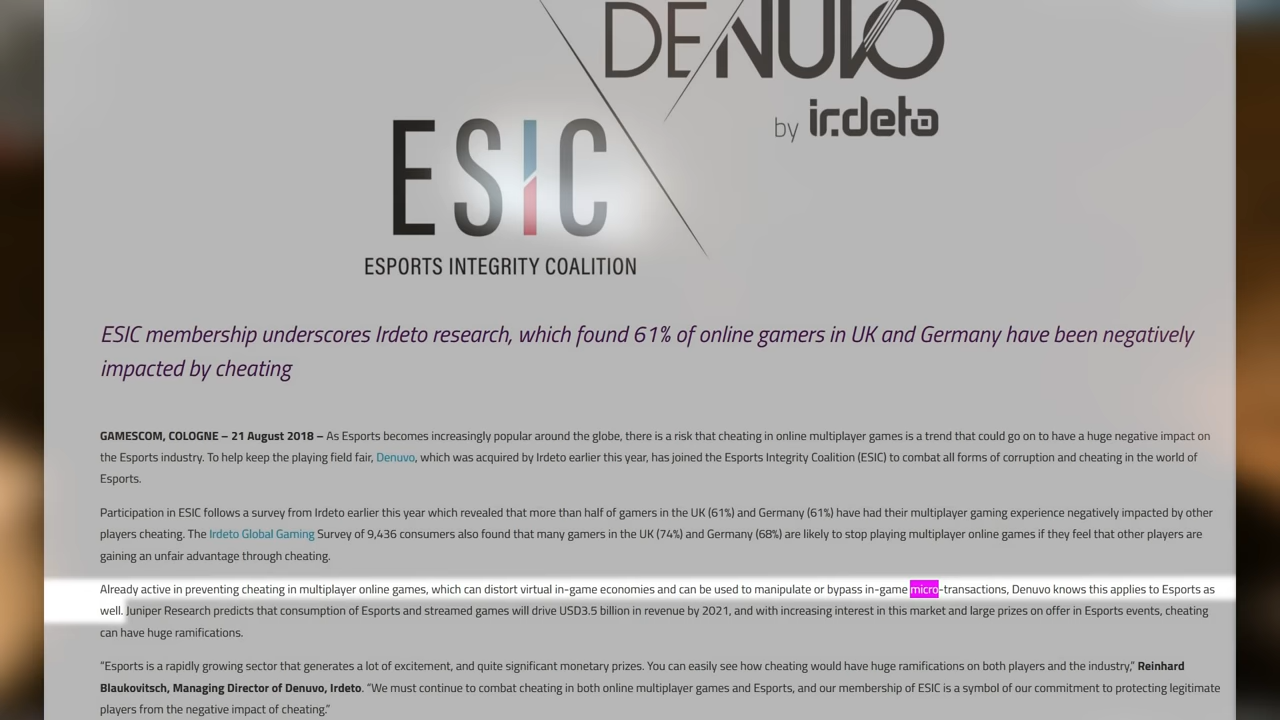 DENUVO
by irdeto
ESIC
ESPORTS INTEGRITY COALITION
ESIC membership underscores Irdeto research, which found 61% of online gamers in UK and Germany have been negatively
impacted by cheating
GAMESCOM, COLOGNE – 21 August 2018 – As Esports becomes increasingly popular around the globe, there is a risk that cheating in online multiplayer games is a trend that could go on to have a huge negative impact on
the Esports industry. To help keep the playing field fair, Denuvo, which was acquired by Irdeto earlier this year, has joined the Esports Integrity Coalition (ESIC) to combat all forms of corruption and cheating in the world of
Esports.
Participation in ESIC follows a survey from Irdeto earlier this year which revealed that more than half of gamers in the UK (61%) and Germany (61%) have had their multiplayer gaming experience negatively impacted by other
players cheating. The Irdeto Global Gaming Survey of 9,436 consumers also found that many gamers in the UK (74%) and Germany (68%) are likely to stop playing multiplayer online games if they feel that other players are
gaining an unfair advantage through cheating.
Already active in preventing cheating in multiplayer online games, which can distort virtual in-game economies and can be used to manipulate or bypass in-game micro-transactions, Denuvo knows this applies to Esports as
well. Juniper Research predicts that consumption of Esports and streamed games will drive USD3.5 billion in revenue by 2021, and with increasing interest in this market and large prizes on offer in Esports events, cheating
can have huge ramifications.
"Esports is a rapidly growing sector that generates a lot of excitement, and quite significant monetary prizes. You can easily see how cheating would have huge ramifications on both players and the industry," Reinhard
Blaukovitsch, Managing Director of Denuvo, Irdeto. "We must continue to combat cheating in both online multiplayer games and Esports, and our membership of ESIC is a symbol of our commitment to protecting legitimate
players from the negative impact of cheating."